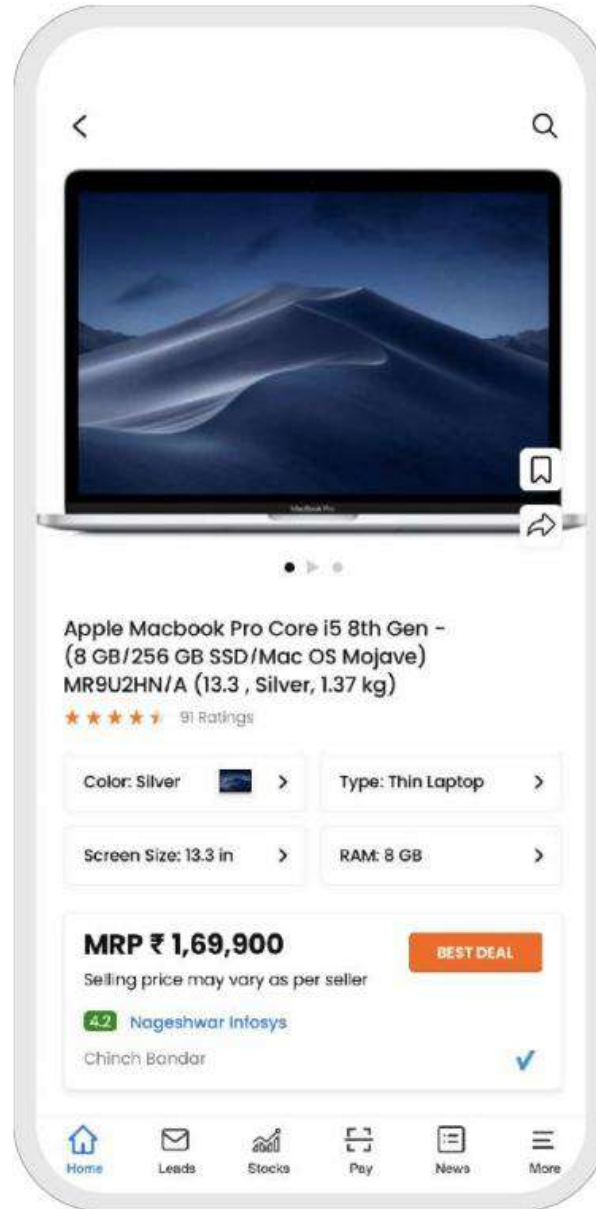 MacBook Pro
Apple Macbook Pro Core i5 8th Gen -
(8 GB/256 GB SSD/Mac OS Mojave)
MR9U2HN/A (13.3 , Silver, 1.37 kg)
91 Ratings
Color: Silver
Type: Thin Laptop
Screen Size: 13.3 in
RAM: 8 GB
MRP ₹ 1,69,900
BEST DEAL
Selling price may vary as per seller
4.2 Nageshwar Infosys
Chinch Bandar
Home Leads Stocks Pay News More